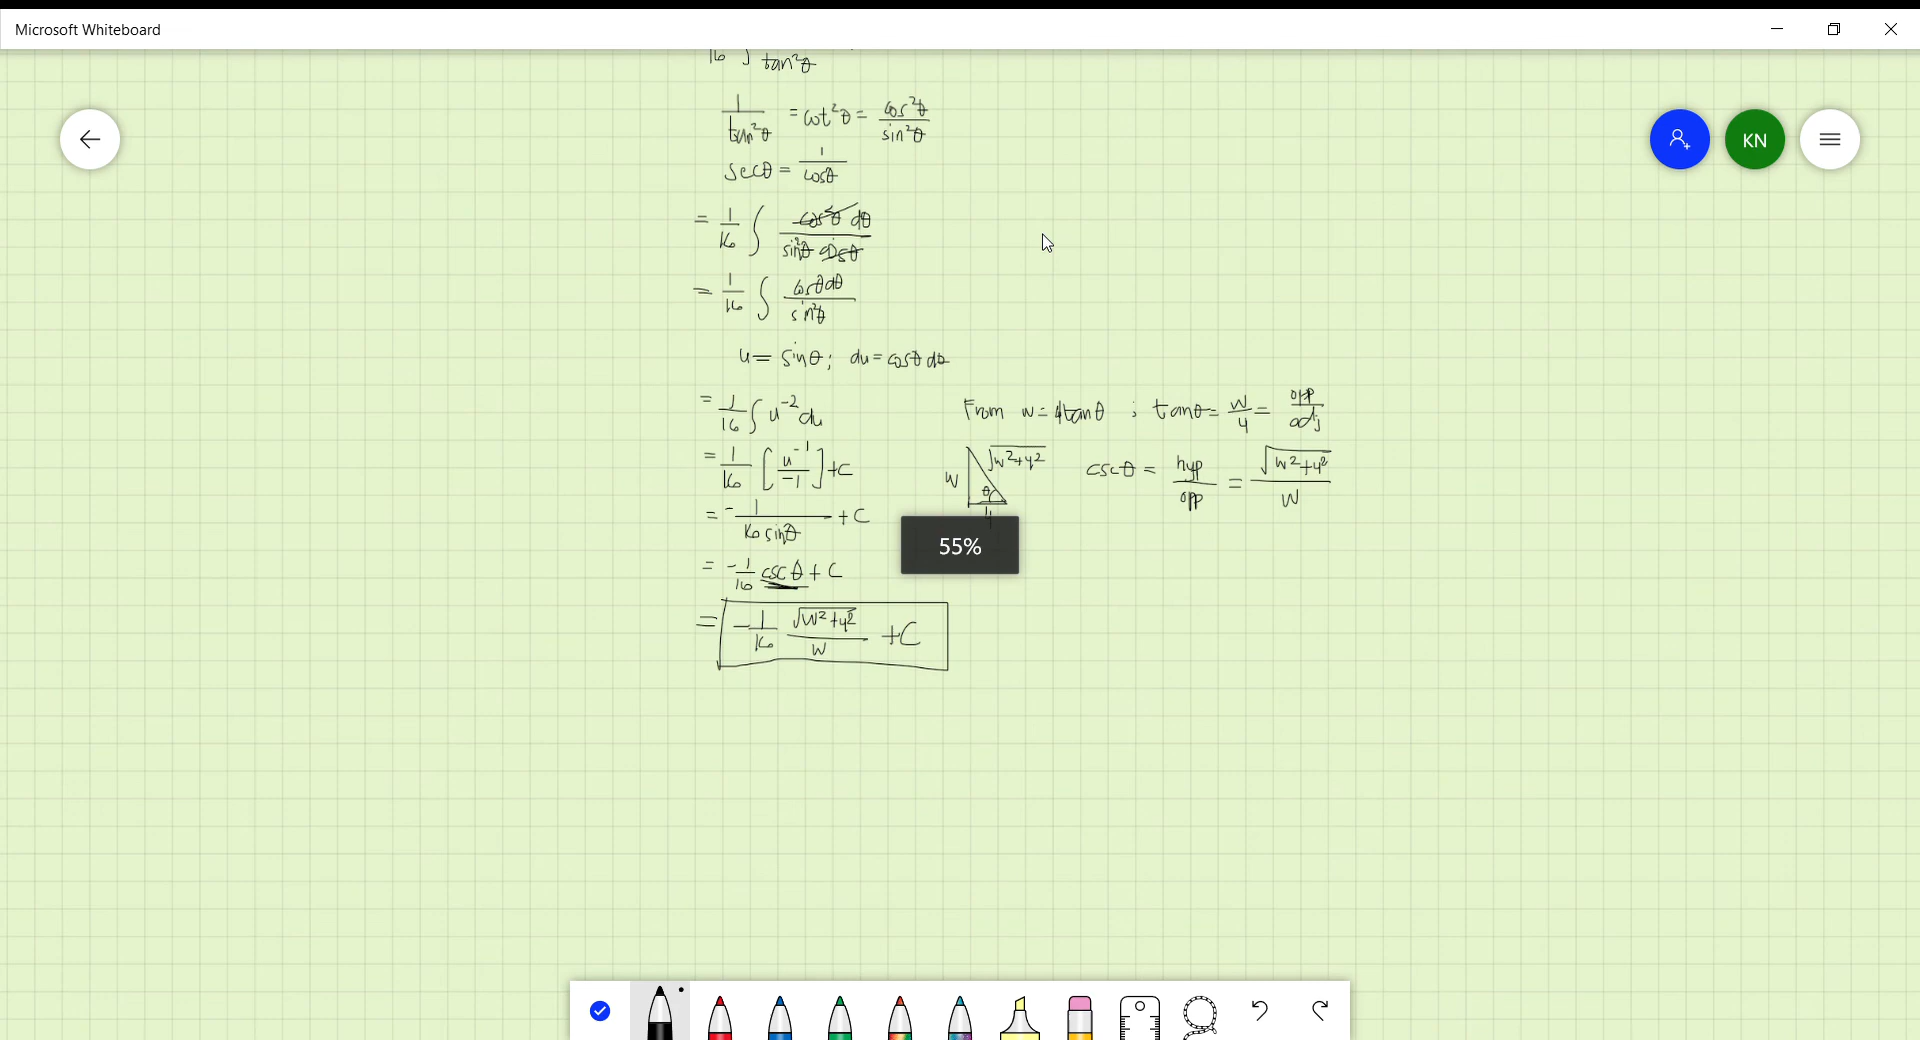 Microsoft Whiteboard
16 ∫ tan²θ
1/tan²θ = cot²θ = cos²θ/sin²θ
secθ = 1/cosθ
KN
= 1/16 ∫ cos²θ dθ / sin²θ cosθ
= 1/16 ∫ cosθ dθ / sin²θ
u = sinθ; du = cosθ dθ
= 1/16 ∫ u⁻² du
From w = 4tanθ ; tanθ = w/4 = opp/adj
= 1/16 [u⁻¹/-1] + C
w √w²+4² θ 4
cscθ = hyp/opp = √w²+4²/w
= - 1/16 sinθ + C
55%
= -1/16 cscθ + C
= -1/16 √w²+4²/w + C